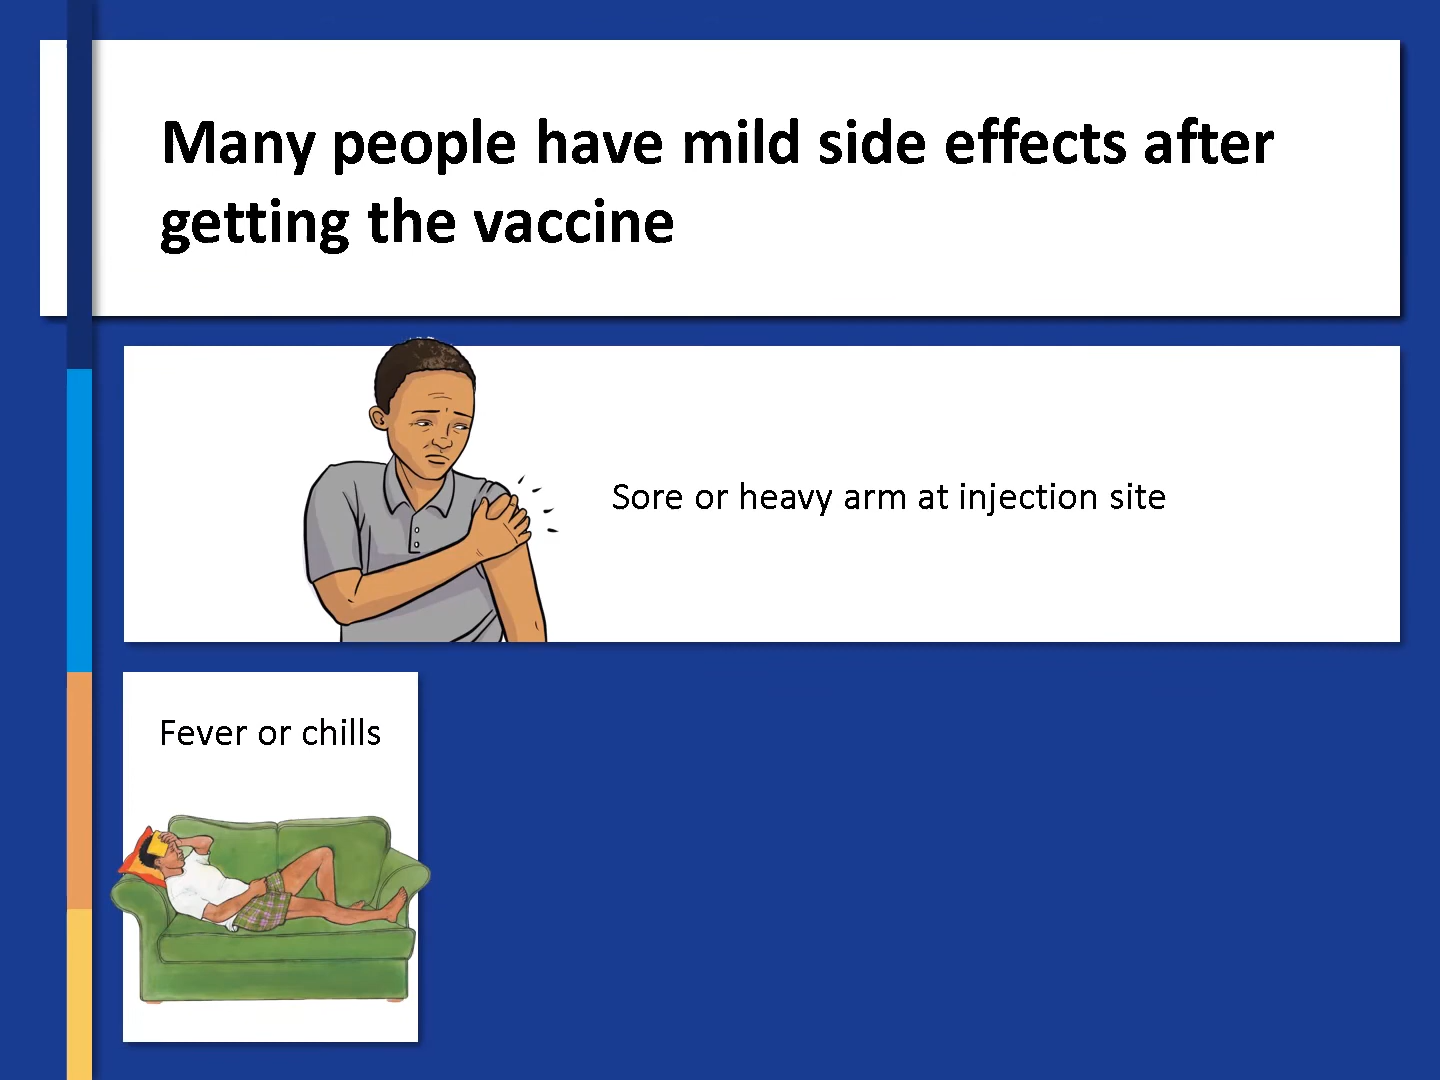 Many people have mild side effects after
getting the vaccine
Sore or heavy arm at injection site
Fever or chills